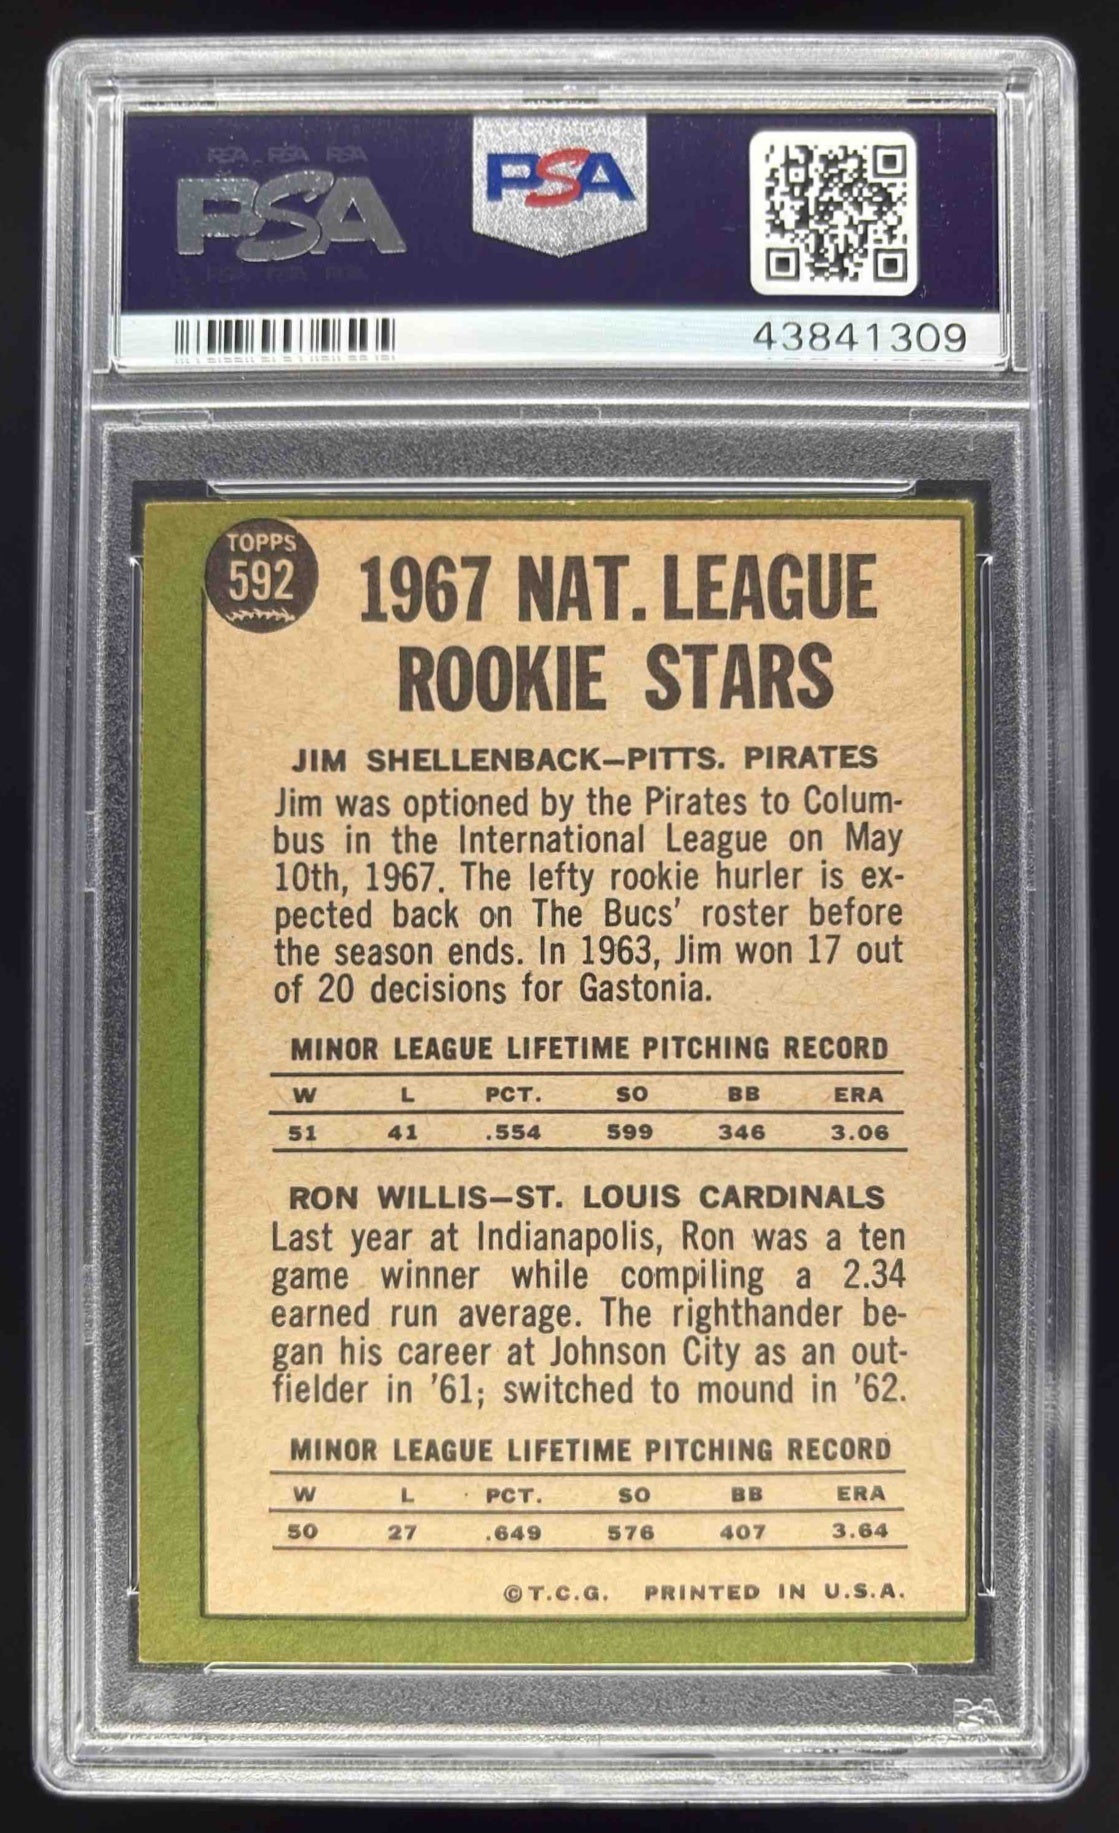 PSA PSA PSA
PSA
PSA
43841309
TOPPS
592
1967 NAT. LEAGUE
ROOKIE STARS
JIM SHELLENBACK—PITTS. PIRATES
Jim was optioned by the Pirates to Colum-
bus in the International League on May
10th, 1967. The lefty rookie hurler is ex-
pected back on The Bucs' roster before
the season ends. In 1963, Jim won 17 out
of 20 decisions for Gastonia.
MINOR LEAGUE LIFETIME PITCHING RECORD
W L PCT. SO BB ERA
51 41 .554 599 346 3.06
RON WILLIS—ST. LOUIS CARDINALS
Last year at Indianapolis, Ron was a ten
game winner while compiling a 2.34
earned run average. The righthander be-
gan his career at Johnson City as an out-
fielder in '61; switched to mound in '62.
MINOR LEAGUE LIFETIME PITCHING RECORD
W L PCT. SO BB ERA
50 27 .649 576 407 3.64
©T.C.G. PRINTED IN U.S.A.
PSA